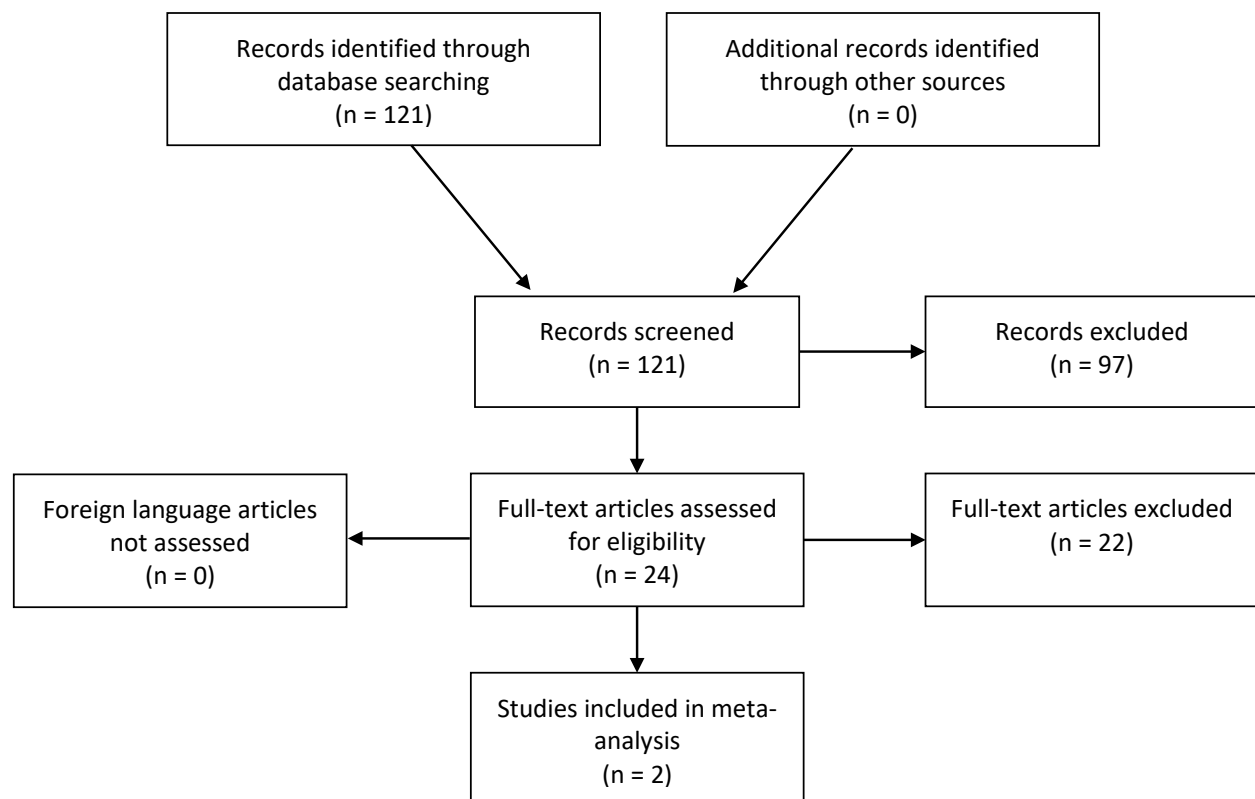 Records identified through
database searching
(n = 121)
Additional records identified
through other sources
(n = 0)
Records screened
(n = 121)
Records excluded
(n = 97)
Foreign language articles
not assessed
(n = 0)
Full-text articles assessed
for eligibility
(n = 24)
Full-text articles excluded
(n = 22)
Studies included in meta-
analysis
(n = 2)